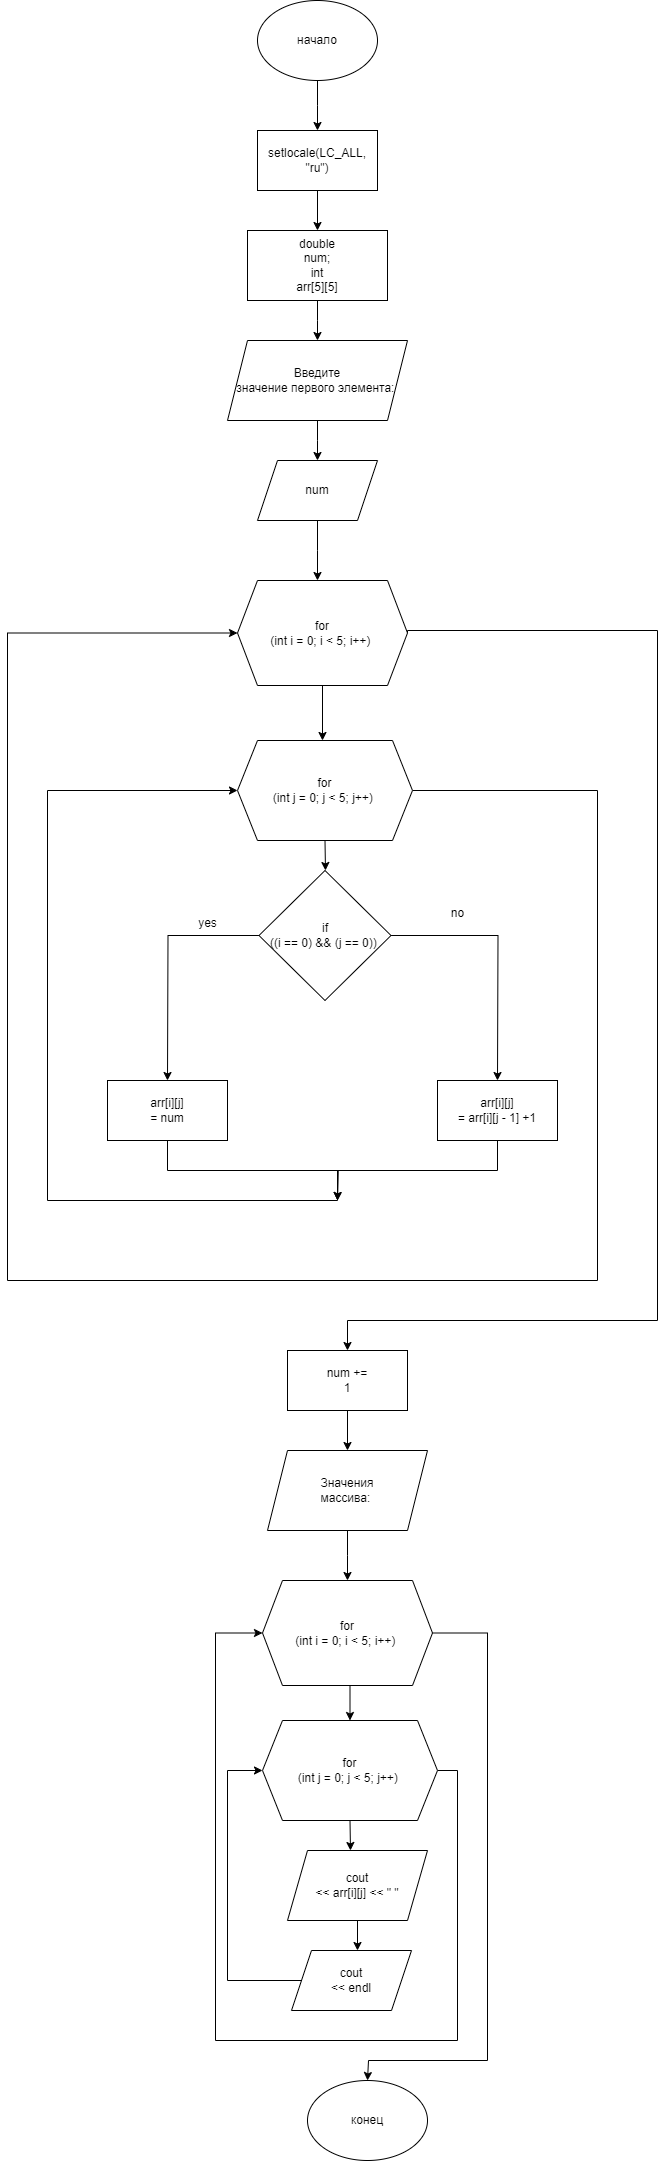 начало
setlocale(LC_ALL,
"ru")
double
num;
int
arr[5][5]
Введите
значение первого элемента:
num
for
(int i = 0; i < 5; i++)
for
(int j = 0; j < 5; j++)
if
((i == 0) && (j == 0))
yes
no
arr[i][j]
= num
arr[i][j]
= arr[i][j - 1] +1
num +=
1
Значения
массива:
for
(int i = 0; i < 5; i++)
for
(int j = 0; j < 5; j++)
cout
<< arr[i][j] << " "
cout
<< endl
конец